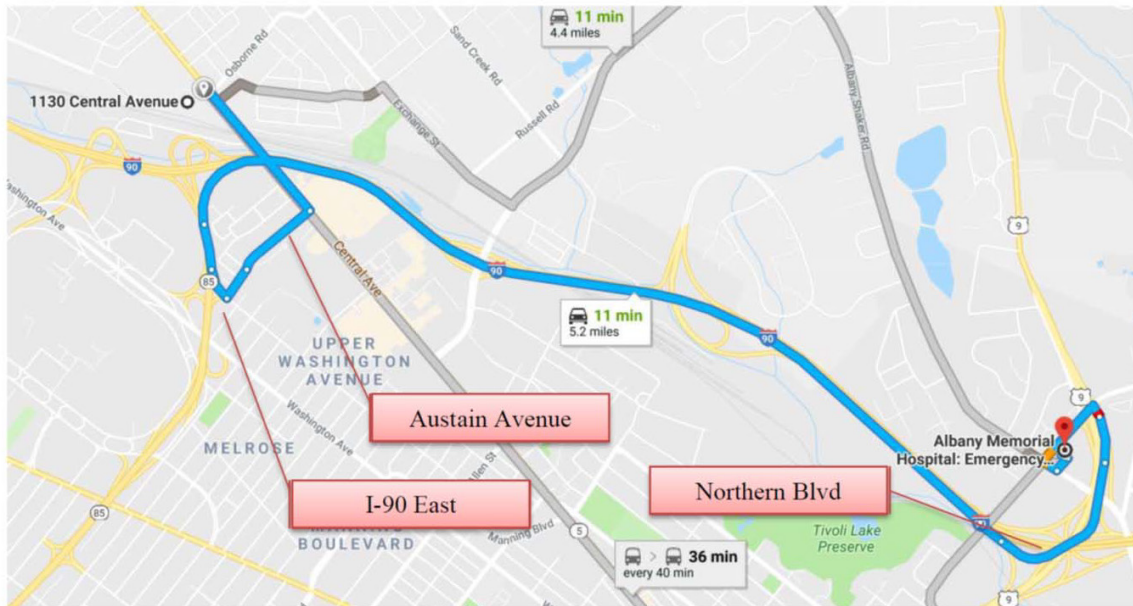 11 min
4.4 miles
Osborne Rd
Sand Creek Rd
Russell Rd
Exchange St
Albany Shaker Rd
1130 Central Avenue
90
Washington Ave
9
85
Central Ave
90
11 min
5.2 miles
90
UPPER
WASHINGTON
AVENUE
Austain Avenue
9
9
Albany Memorial
Hospital: Emergency...
MELROSE
Washington Ave
Allen St
Northern Blvd
I-90 East
85
BOULEVARD
Manning Blvd
5
Tivoli Lake
Preserve
36 min
every 40 min
9